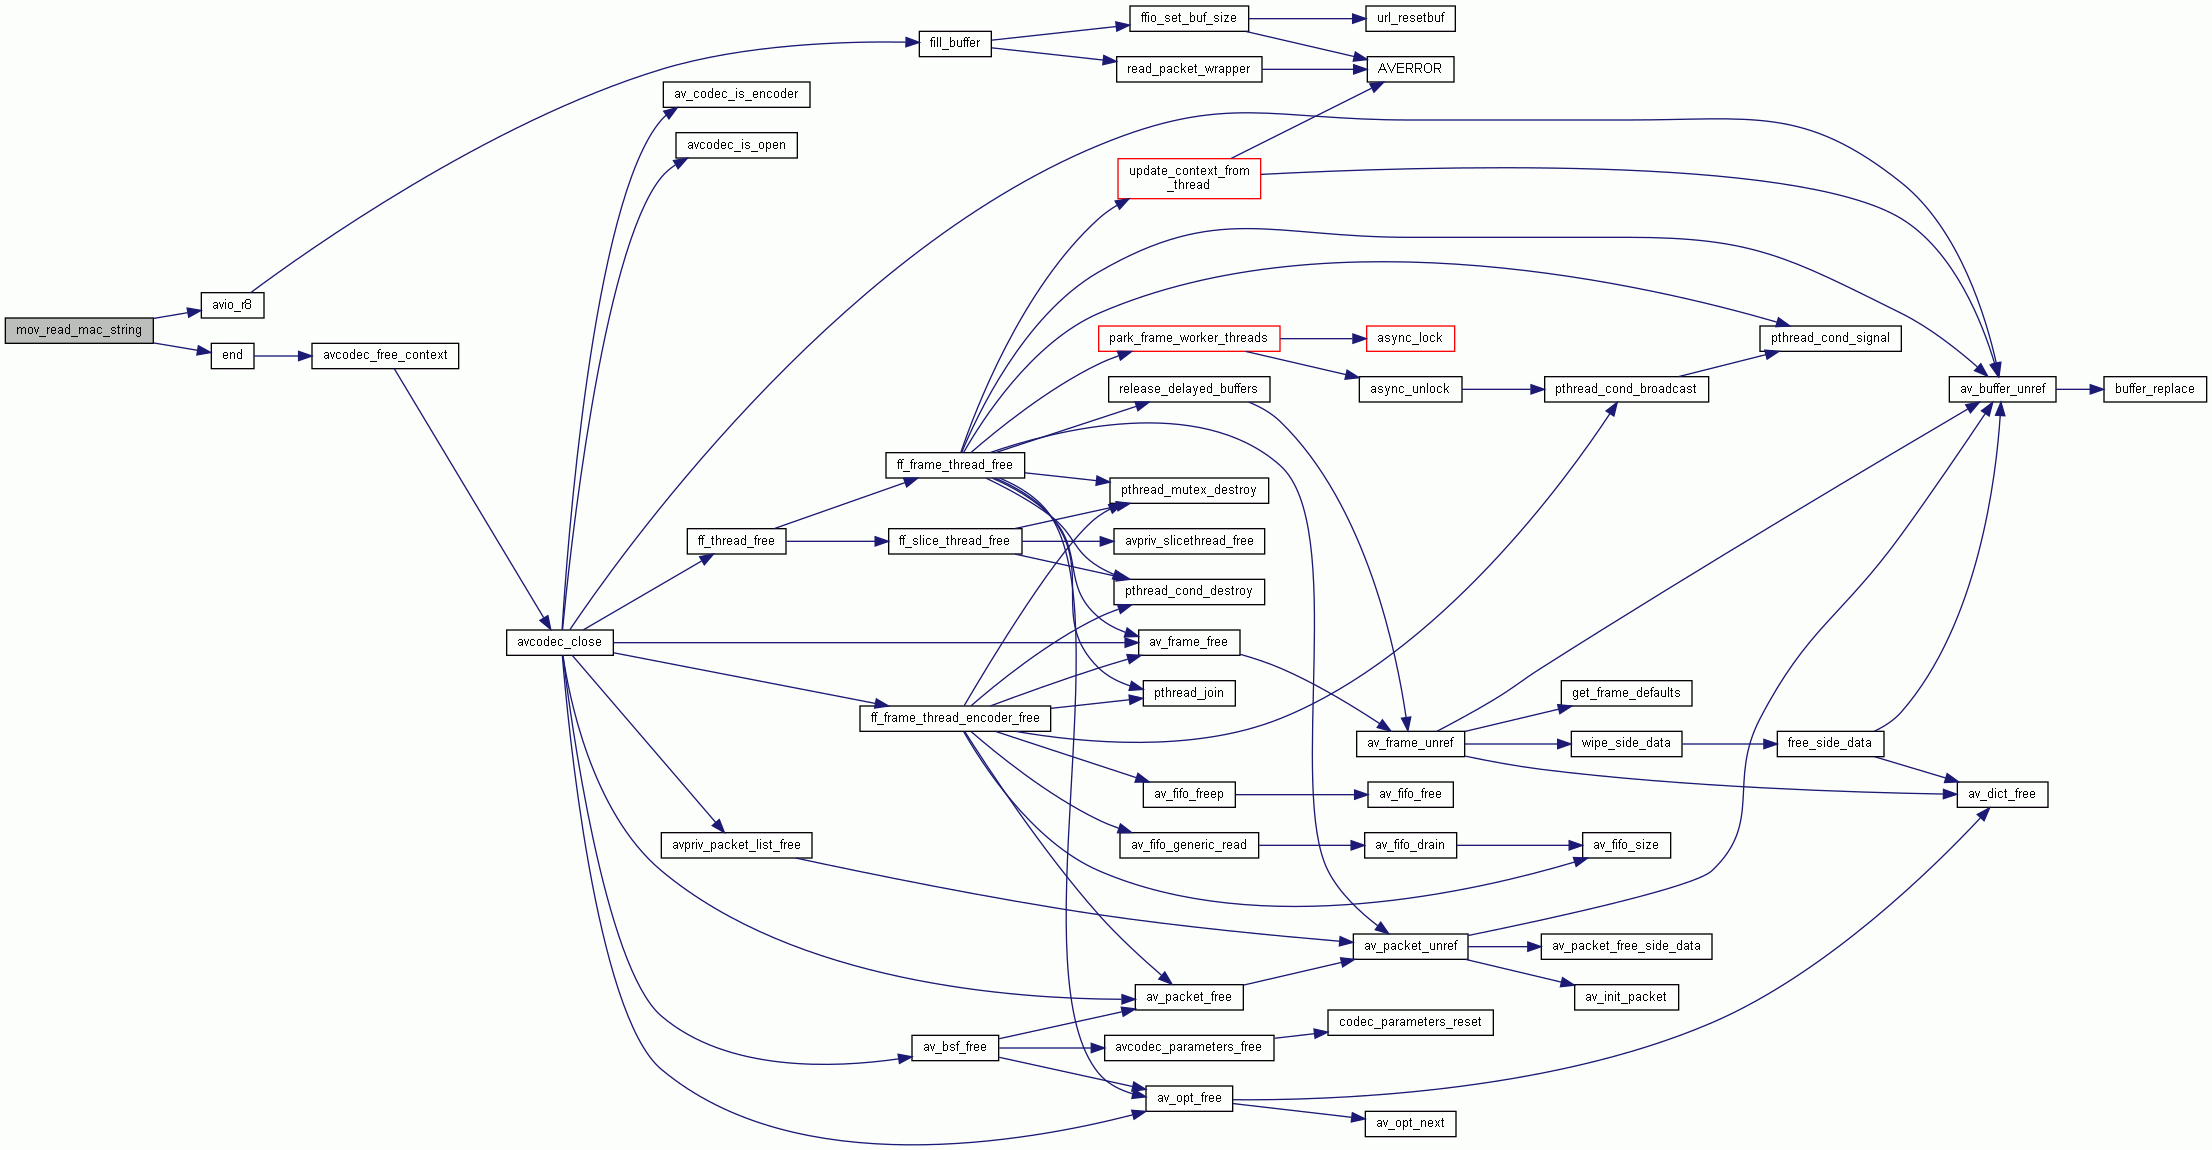 mov_read_mac_string
avio_r8
end
avcodec_free_context
avcodec_close
fill_buffer
av_codec_is_encoder
avcodec_is_open
ff_thread_free
avpriv_packet_list_free
ff_frame_thread_free
ff_slice_thread_free
ff_frame_thread_encoder_free
av_bsf_free
ffio_set_buf_size
read_packet_wrapper
update_context_from
_thread
park_frame_worker_threads
release_delayed_buffers
pthread_mutex_destroy
avpriv_slicethread_free
pthread_cond_destroy
av_frame_free
pthread_join
av_fifo_freep
av_fifo_generic_read
av_packet_free
avcodec_parameters_free
av_opt_free
url_resetbuf
AVERROR
async_lock
async_unlock
av_frame_unref
av_fifo_free
av_fifo_drain
av_packet_unref
codec_parameters_reset
av_opt_next
pthread_cond_broadcast
get_frame_defaults
wipe_side_data
av_fifo_size
av_packet_free_side_data
av_init_packet
pthread_cond_signal
free_side_data
av_buffer_unref
av_dict_free
buffer_replace